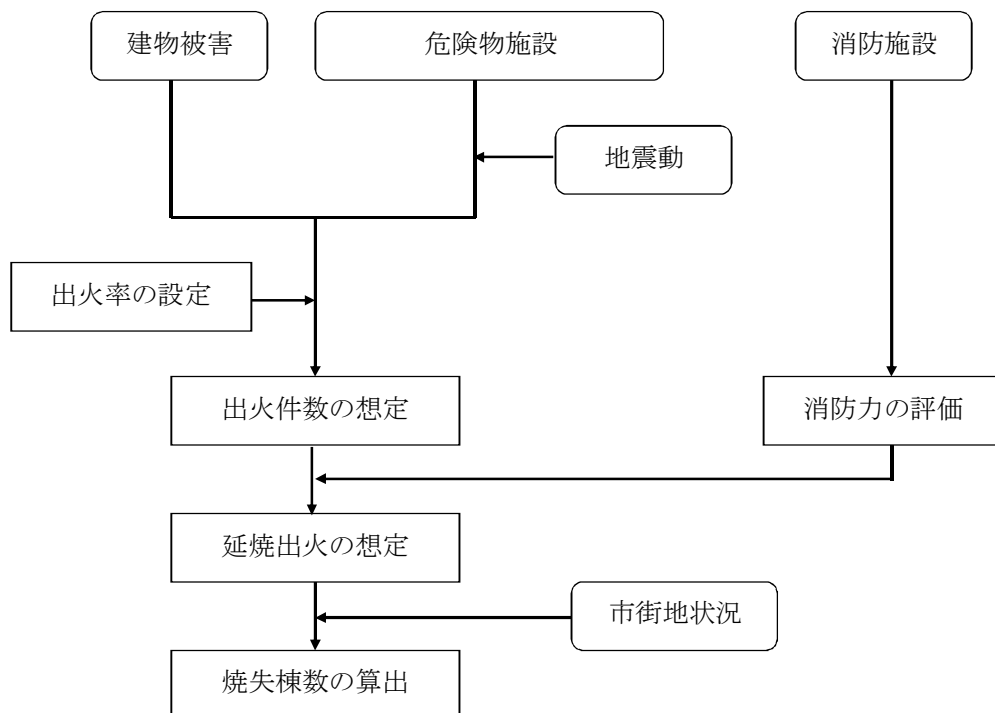 建物被害
危険物施設
消防施設
地震動
出火率の設定
出火件数の想定
消防力の評価
延焼出火の想定
市街地状況
焼失棟数の算出